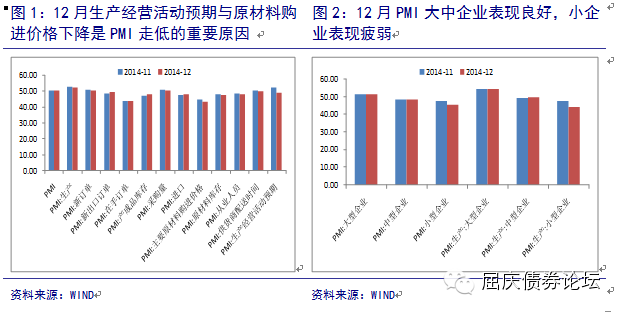 图 1：12 月生产经营活动预期与原材料购
进价格下降是 PMI 走低的重要原因
60.00
50.00
40.00
30.00
20.00
10.00
0.00
2014-11
2014-12
PMI
PMI:生产
PMI:新订单
PMI:新出口订单
PMI:在手订单
PMI:产成品库存
PMI:采购量
PMI:进口
PMI:主要原材料购进价格
PMI:原材料库存
PMI:从业人员
PMI:供货商配送时间
PMI:生产经营活动预期
资料来源：WIND
图 2：12 月 PMI 大中企业表现良好，小企
业表现疲弱
60.00
50.00
40.00
30.00
20.00
10.00
0.00
2014-11
2014-12
PMI:大型企业
PMI:中型企业
PMI:小型企业
PMI:生产:大型企业
PMI:生产:中型企业
PMI:生产:小型企业
资料来源：WIND
屈庆债券论坛